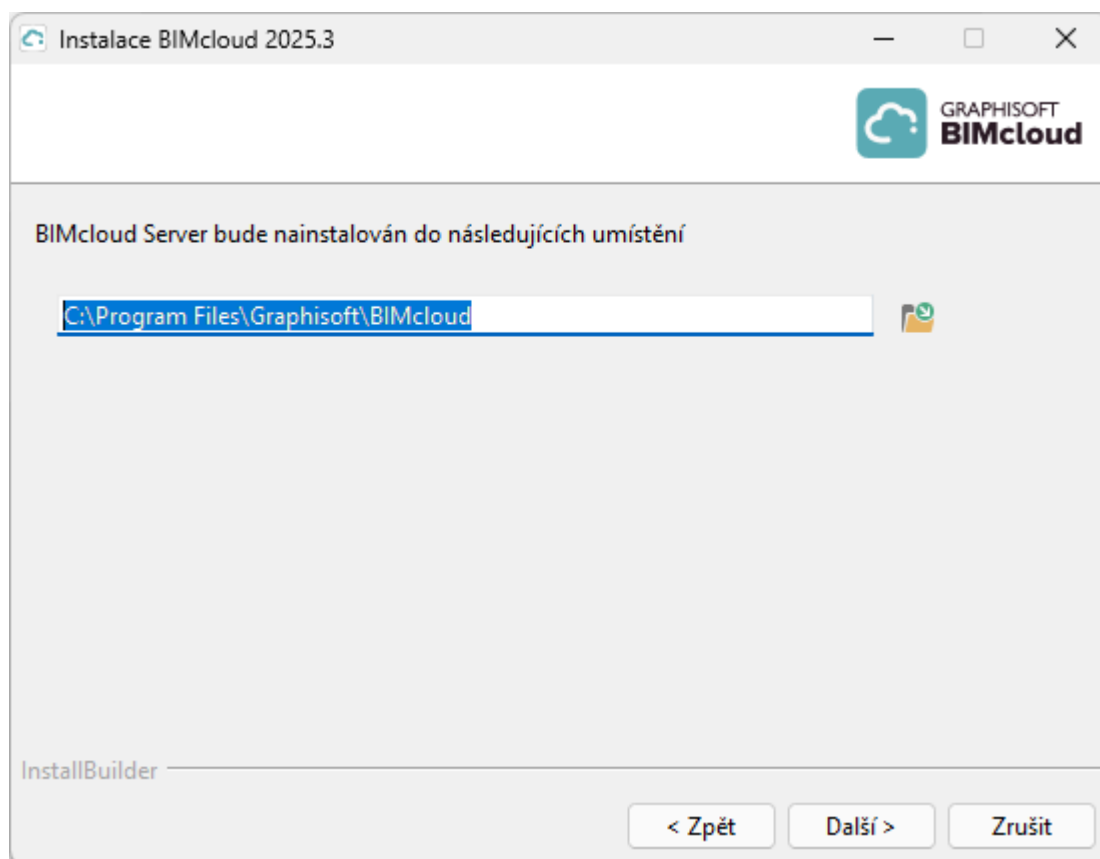 Instalace BIMcloud 2025.3
GRAPHISOFT
BIMcloud
BIMcloud Server bude nainstalován do následujících umístění
C:\Program Files\Graphisoft\BIMcloud
InstallBuilder
< Zpět
Další >
Zrušit